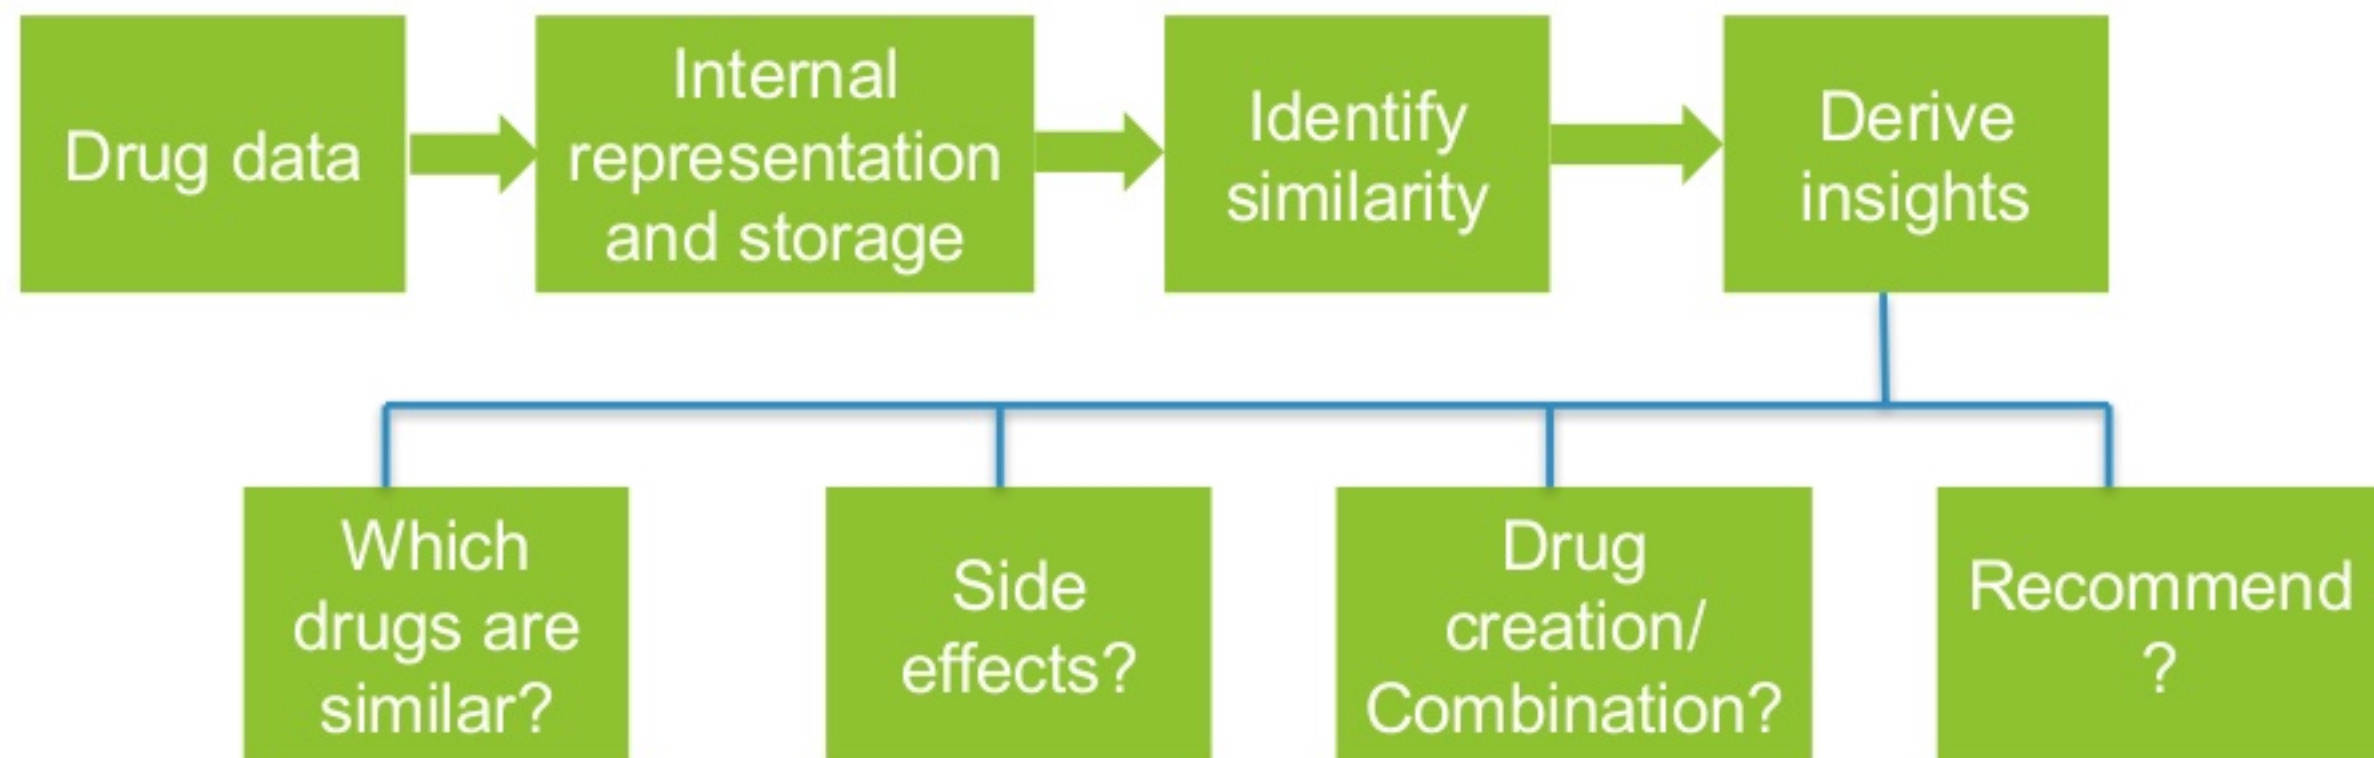 Drug data
Internal
representation
and storage
Identify
similarity
Derive
insights
Which
drugs are
similar?
Side
effects?
Drug
creation/
Combination?
Recommend
?